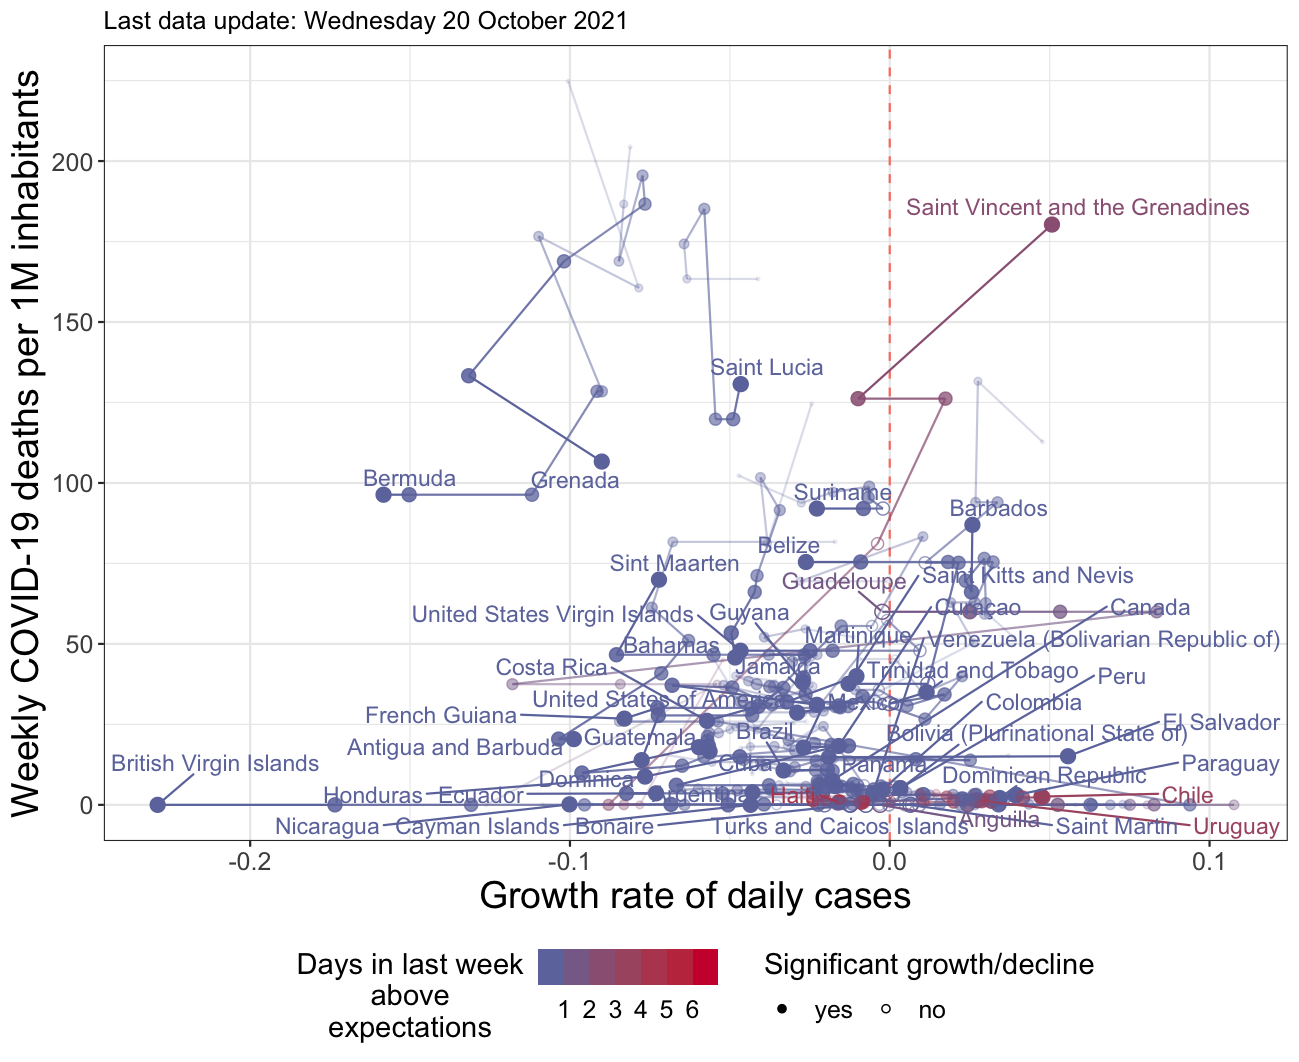 Last data update: Wednesday 20 October 2021
Weekly COVID-19 deaths per 1M inhabitants
200
150
100
50
0
Saint Vincent and the Grenadines
Saint Lucia
Bermuda
Grenada
Suriname
Barbados
Belize
Sint Maarten
Guadeloupe
Saint Kitts and Nevis
United States Virgin Islands
Guyana
Curacao
Canada
Bahamas
Martinique
Venezuela (Bolivarian Republic of)
Costa Rica
Jamaica
Trinidad and Tobago
Peru
United States of America
Mexico
Colombia
French Guiana
El Salvador
Antigua and Barbuda
Guatemala
Brazil
Bolivia (Plurinational State of)
British Virgin Islands
Cuba
Panama
Paraguay
Dominica
Dominican Republic
Honduras
Ecuador
Argentina
Haiti
Chile
Nicaragua
Cayman Islands
Bonaire
Turks and Caicos Islands
Anguilla
Saint Martin
Uruguay
-0.2
-0.1
0.0
0.1
Growth rate of daily cases
Days in last week
above
expectations
1 2 3 4 5 6
Significant growth/decline
yes
no